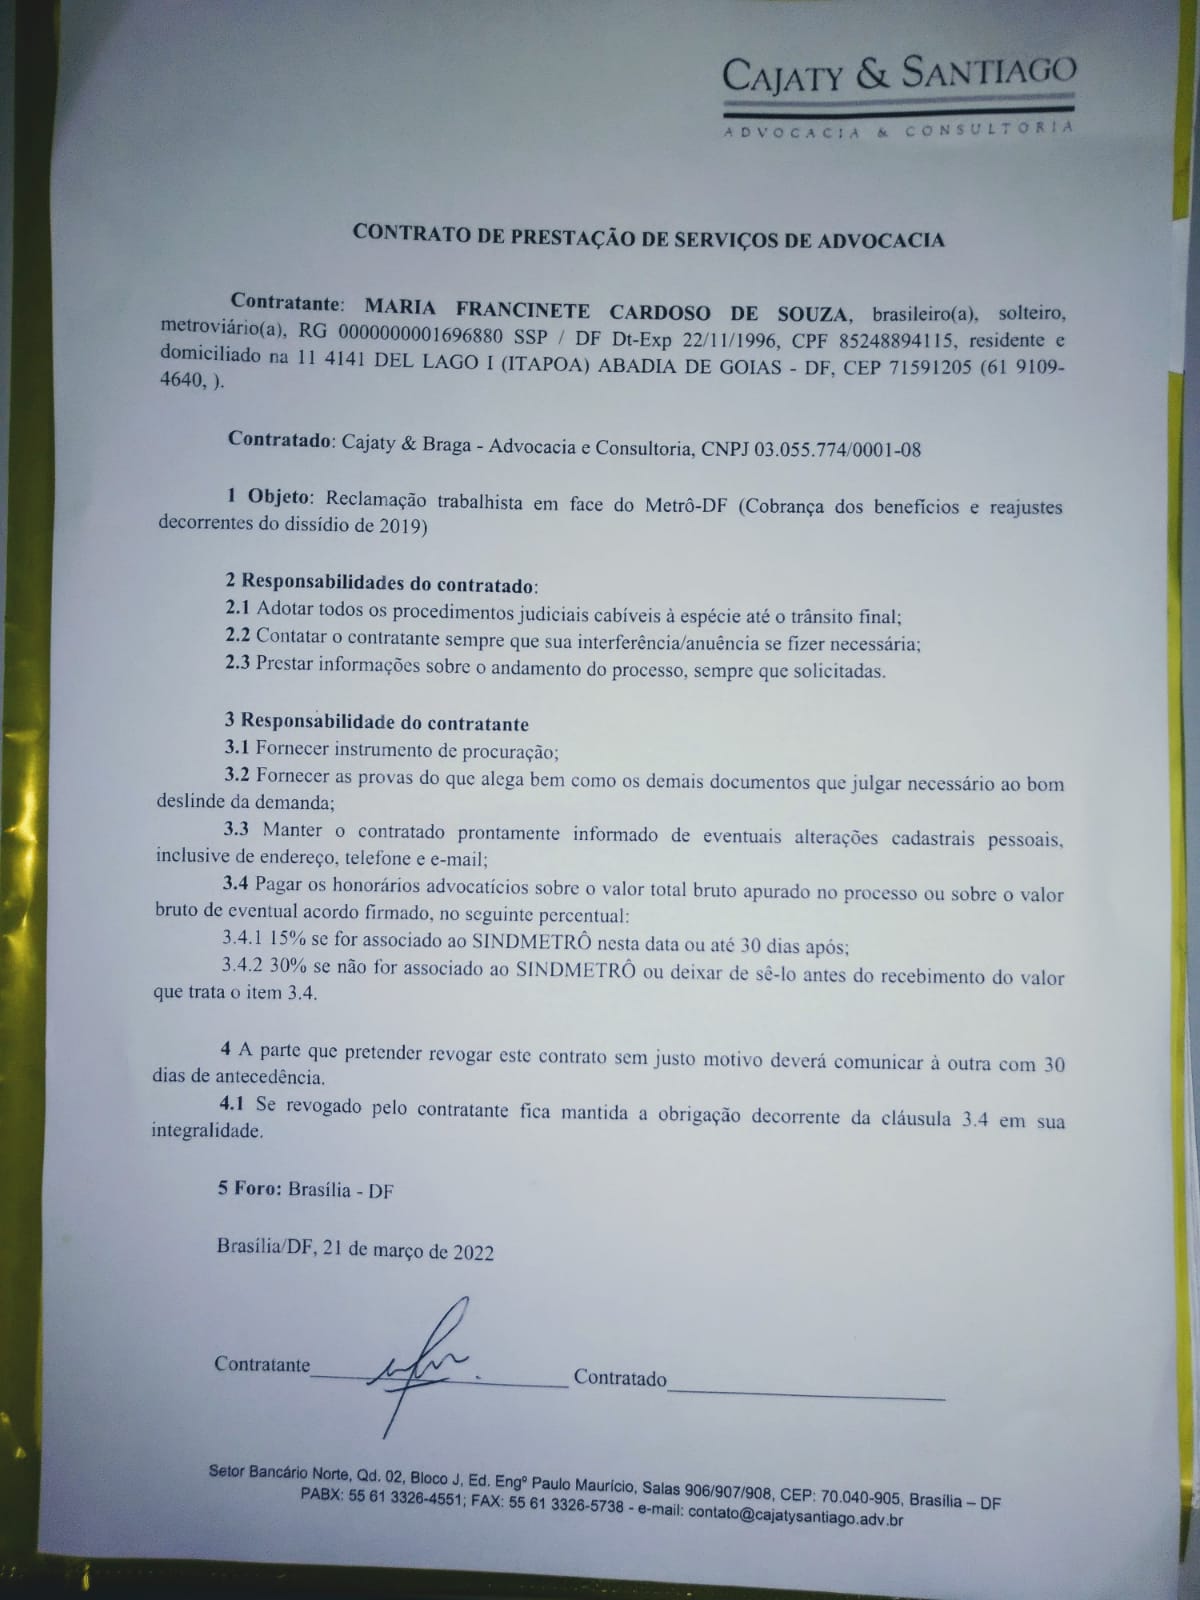 CAJATY & SANTIAGO
ADVOCACIA & CONSULTORIA
CONTRATO DE PRESTAÇÃO DE SERVIÇOS DE ADVOCACIA
Contratante: MARIA FRANCINETE CARDOSO DE SOUZA, brasileiro(a), solteiro,
metroviário(a), RG 0000000001696880 SSP / DF Dt-Exp 22/11/1996, CPF 85248894115, residente e
domiciliado na 11 4141 DEL LAGO I (ITAPOA) ABADIA DE GOIAS - DF, CEP 71591205 (61 9109-
4640, ).
Contratado: Cajaty & Braga - Advocacia e Consultoria, CNPJ 03.055.774/0001-08
1 Objeto: Reclamação trabalhista em face do Metrô-DF (Cobrança dos benefícios e reajustes
decorrentes do dissídio de 2019)
2 Responsabilidades do contratado:
2.1 Adotar todos os procedimentos judiciais cabíveis à espécie até o trânsito final;
2.2 Contatar o contratante sempre que sua interferência/anuência se fizer necessária;
2.3 Prestar informações sobre o andamento do processo, sempre que solicitadas.
3 Responsabilidade do contratante
3.1 Fornecer instrumento de procuração;
3.2 Fornecer as provas do que alega bem como os demais documentos que julgar necessário ao bom
deslinde da demanda;
3.3 Manter o contratado prontamente informado de eventuais alterações cadastrais pessoais,
inclusive de endereço, telefone e e-mail;
3.4 Pagar os honorários advocatícios sobre o valor total bruto apurado no processo ou sobre o valor
bruto de eventual acordo firmado, no seguinte percentual:
3.4.1 15% se for associado ao SINDMETRÔ nesta data ou até 30 dias após;
3.4.2 30% se não for associado ao SINDMETRÔ ou deixar de sê-lo antes do recebimento do valor
que trata o item 3.4.
4 A parte que pretender revogar este contrato sem justo motivo deverá comunicar à outra com 30
dias de antecedência.
4.1 Se revogado pelo contratante fica mantida a obrigação decorrente da cláusula 3.4 em sua
integralidade.
5 Foro: Brasília - DF
Brasília/DF, 21 de março de 2022
Contratante Contratado
Setor Bancário Norte, Qd. 02, Bloco J, Ed. Engº Paulo Maurício, Salas 906/907/908, CEP: 70.040-905, Brasília – DF
PABX: 55 61 3326-4551; FAX: 55 61 3326-5738 - e-mail: contato@cajatysantiago.adv.br